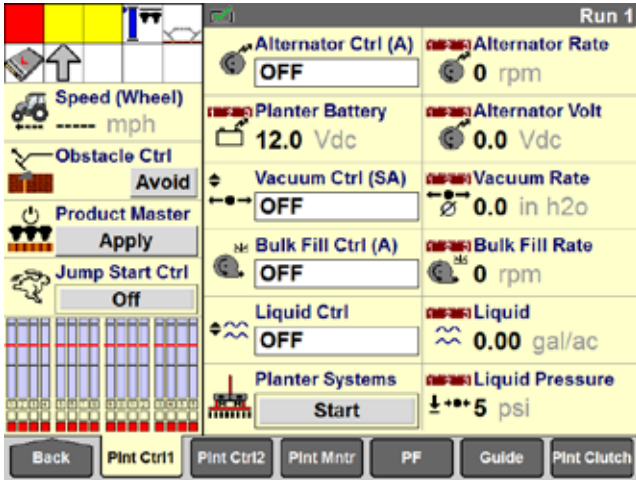 Run 1
Speed (Wheel)
----- mph
Obstacle Ctrl
Avoid
Product Master
Apply
Jump Start Ctrl
Off
Alternator Ctrl (A)
OFF
Alternator Rate
0 rpm
Planter Battery
12.0 Vdc
Alternator Volt
0.0 Vdc
Vacuum Ctrl (SA)
OFF
Vacuum Rate
0.0 in h2o
Bulk Fill Ctrl (A)
OFF
Bulk Fill Rate
0 rpm
Liquid Ctrl
OFF
Liquid
0.00 gal/ac
Planter Systems
Start
Liquid Pressure
5 psi
Back
Plnt Ctrl1
Plnt Ctrl2
Plnt Mntr
PF
Guide
Plnt Clutch